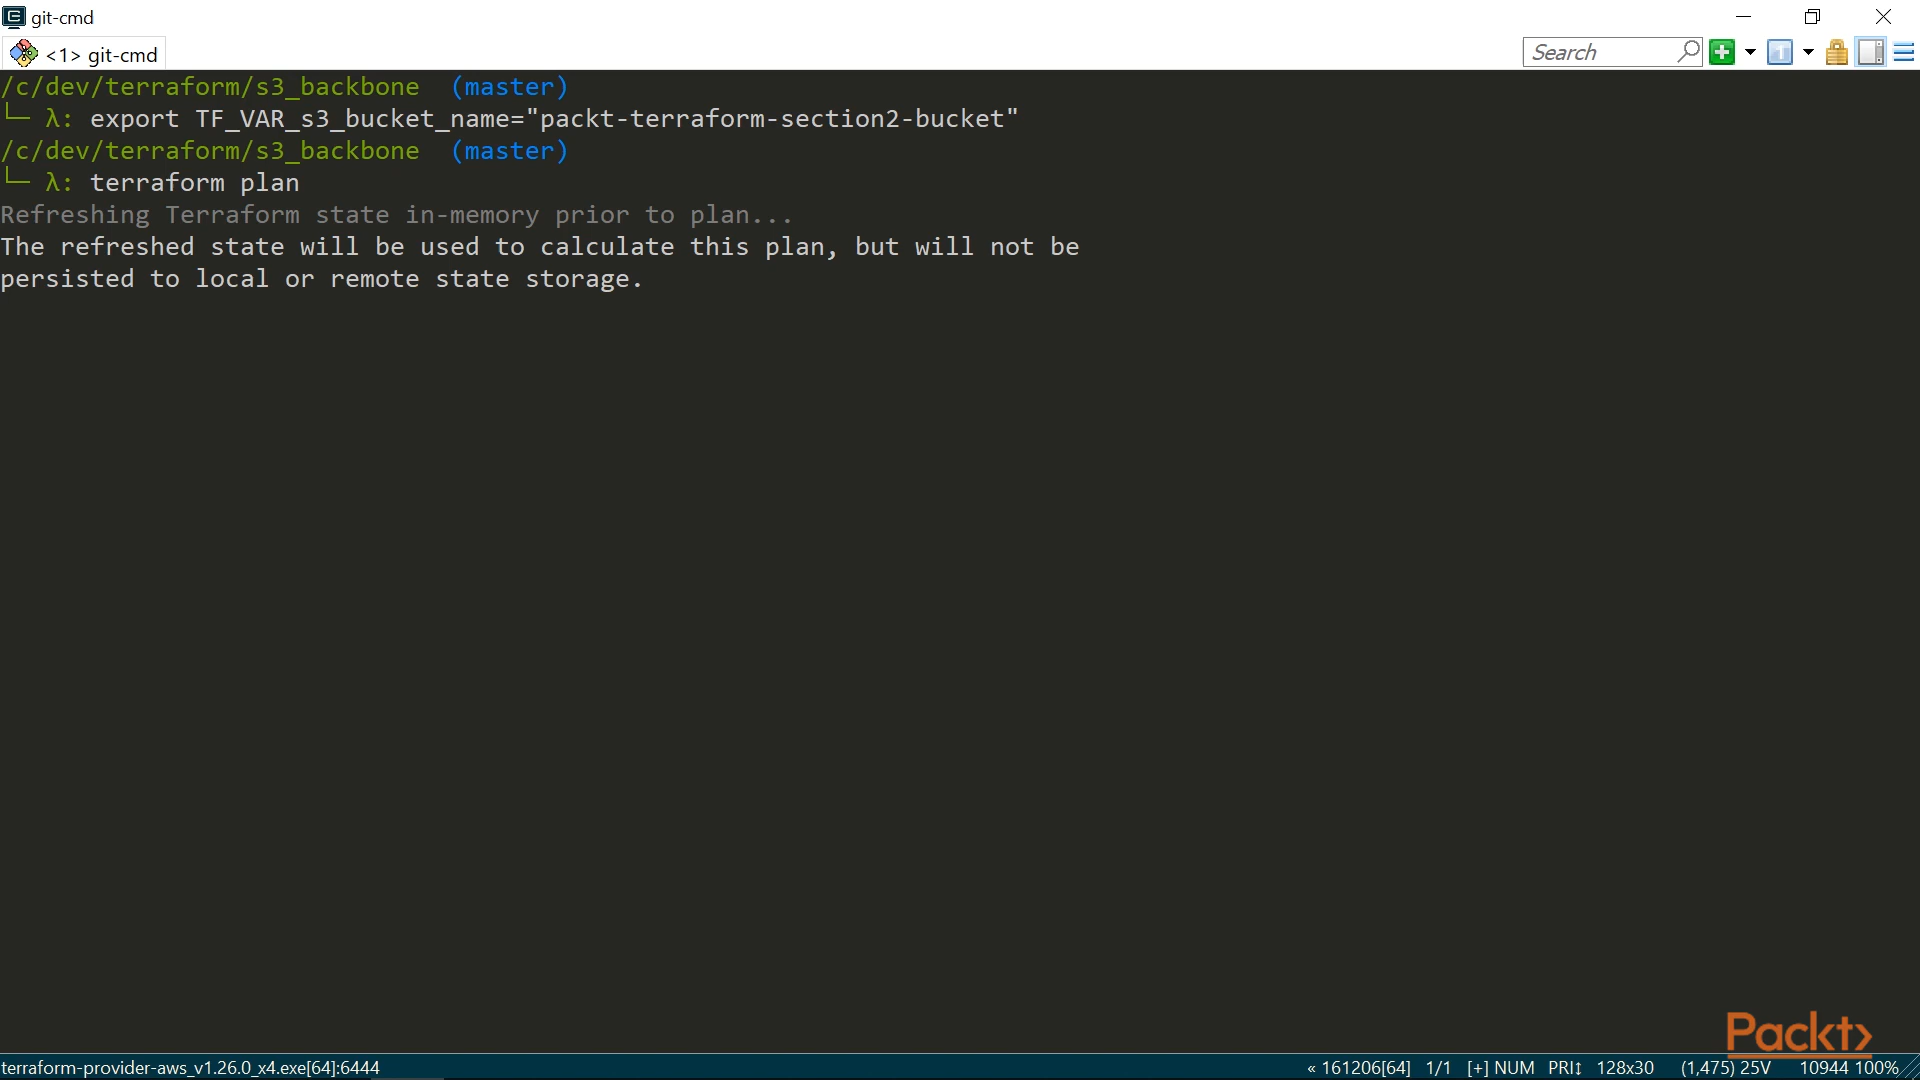 git-cmd
<1> git-cmd
Search
/c/dev/terraform/s3_backbone (master)
└─ λ: export TF_VAR_s3_bucket_name="packt-terraform-section2-bucket"
/c/dev/terraform/s3_backbone (master)
└─ λ: terraform plan
Refreshing Terraform state in-memory prior to plan...
The refreshed state will be used to calculate this plan, but will not be
persisted to local or remote state storage.
Packt>
terraform-provider-aws_v1.26.0_x4.exe[64]:6444 « 161206[64] 1/1 [+] NUM PRI↕ 128x30 (1,475) 25V 10944 100%